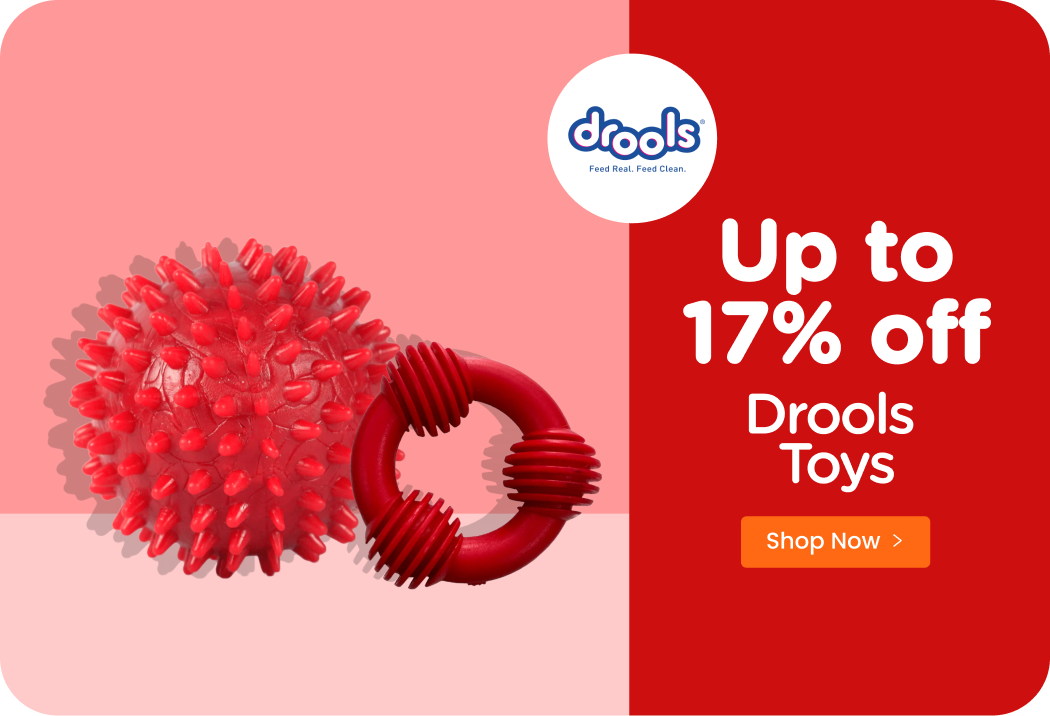 drools®
Feed Real. Feed Clean.
Up to
17% off
Drools
Toys
Shop Now >